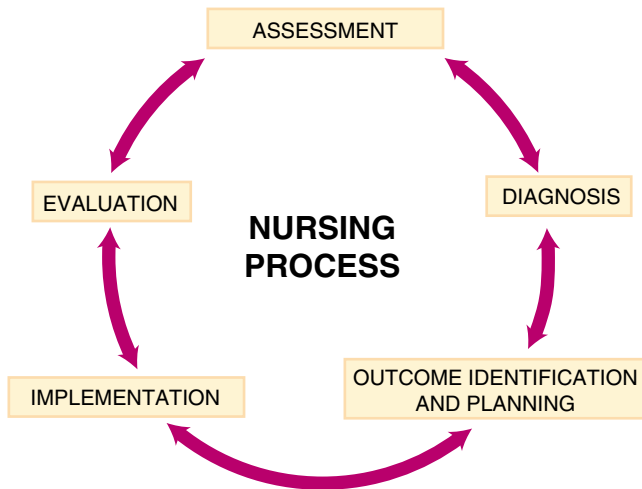 ASSESSMENT
DIAGNOSIS
OUTCOME IDENTIFICATION
AND PLANNING
IMPLEMENTATION
EVALUATION
NURSING
PROCESS